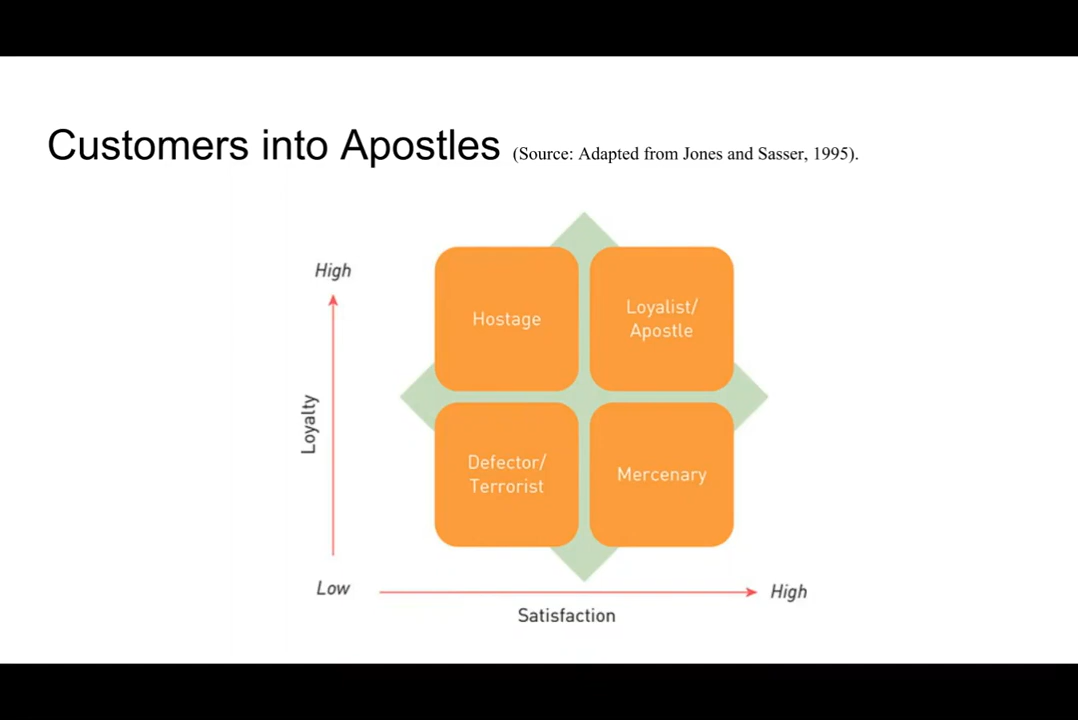 Customers into Apostles (Source: Adapted from Jones and Sasser, 1995).
High
Hostage
Loyalist/
Apostle
Loyalty
Defector/
Terrorist
Mercenary
Low
High
Satisfaction